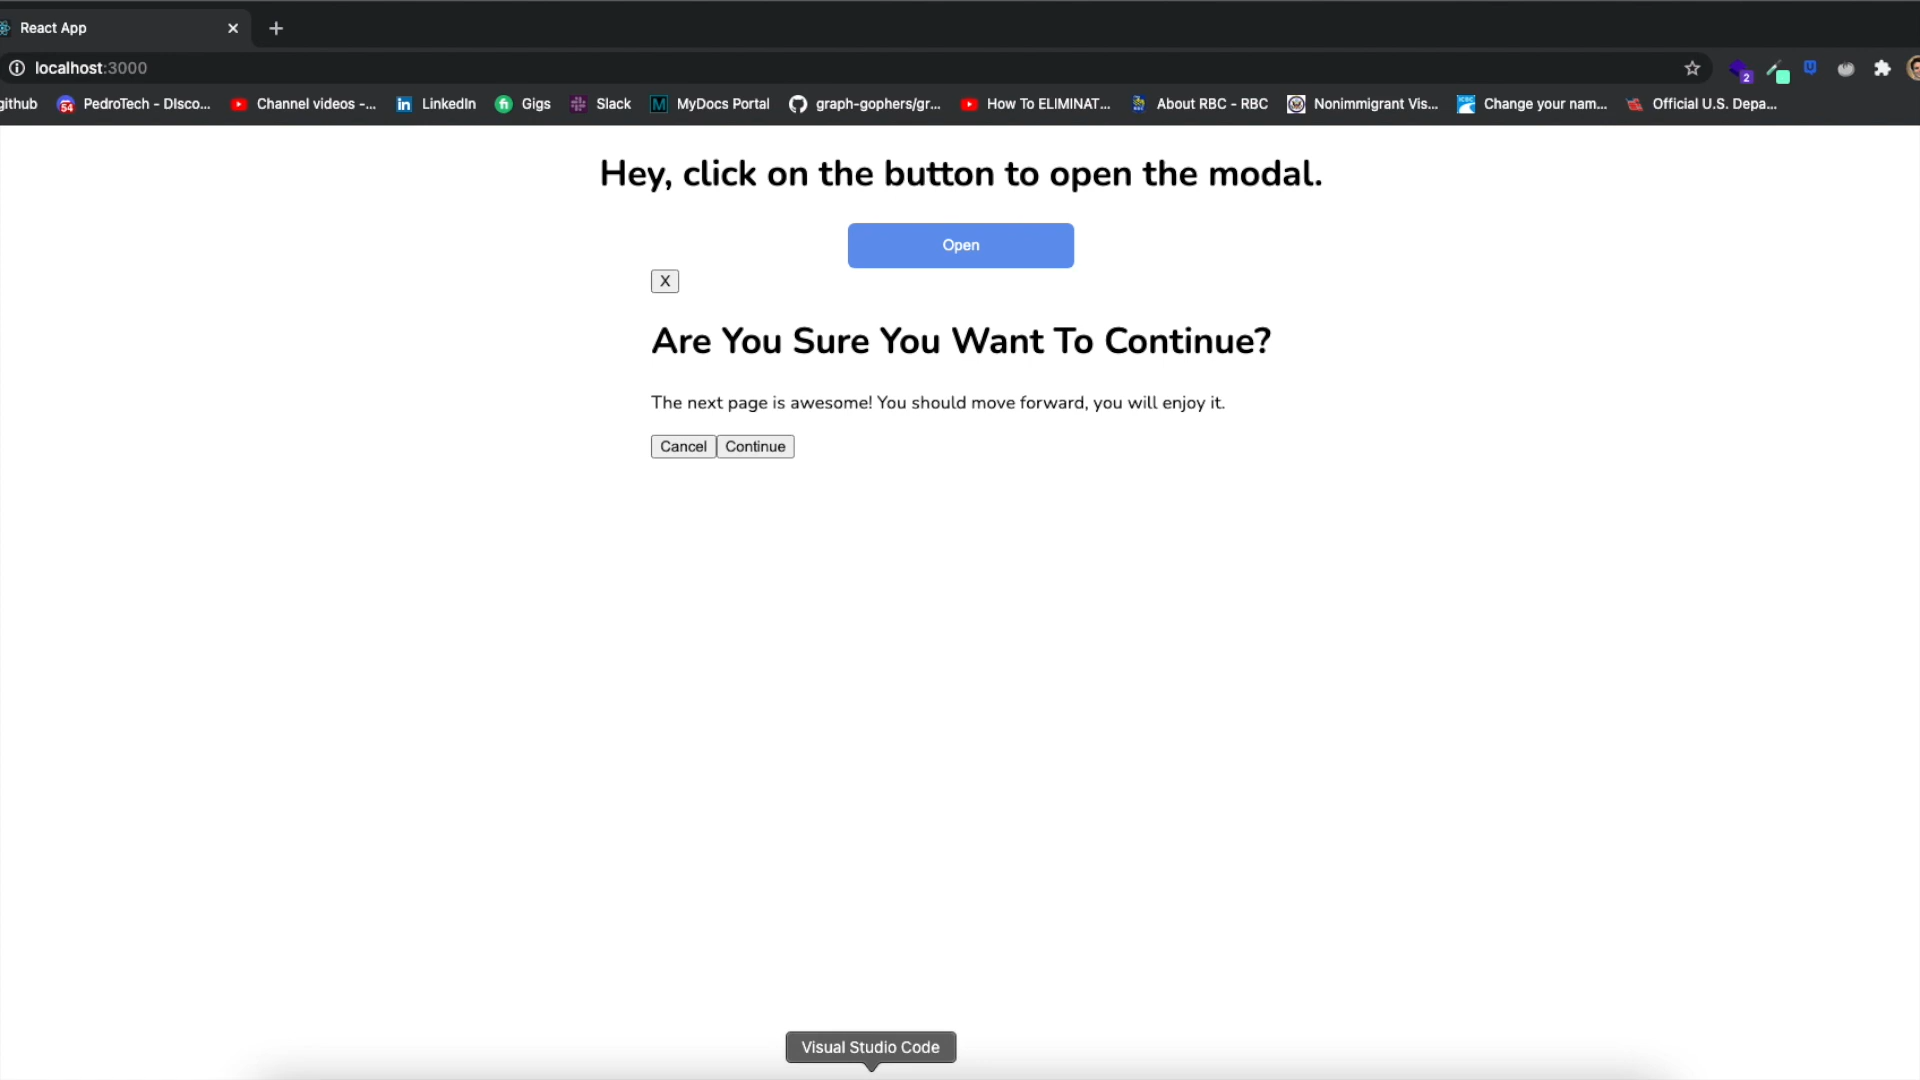 React App
localhost:3000
github
PedroTech - DIsco...
Channel videos -...
LinkedIn
Gigs
Slack
MyDocs Portal
graph-gophers/gr...
How To ELIMINAT...
About RBC - RBC
Nonimmigrant Vis...
Change your nam...
Official U.S. Depa...
Hey, click on the button to open the modal.
Open
X
Are You Sure You Want To Continue?
The next page is awesome! You should move forward, you will enjoy it.
Cancel Continue
Visual Studio Code